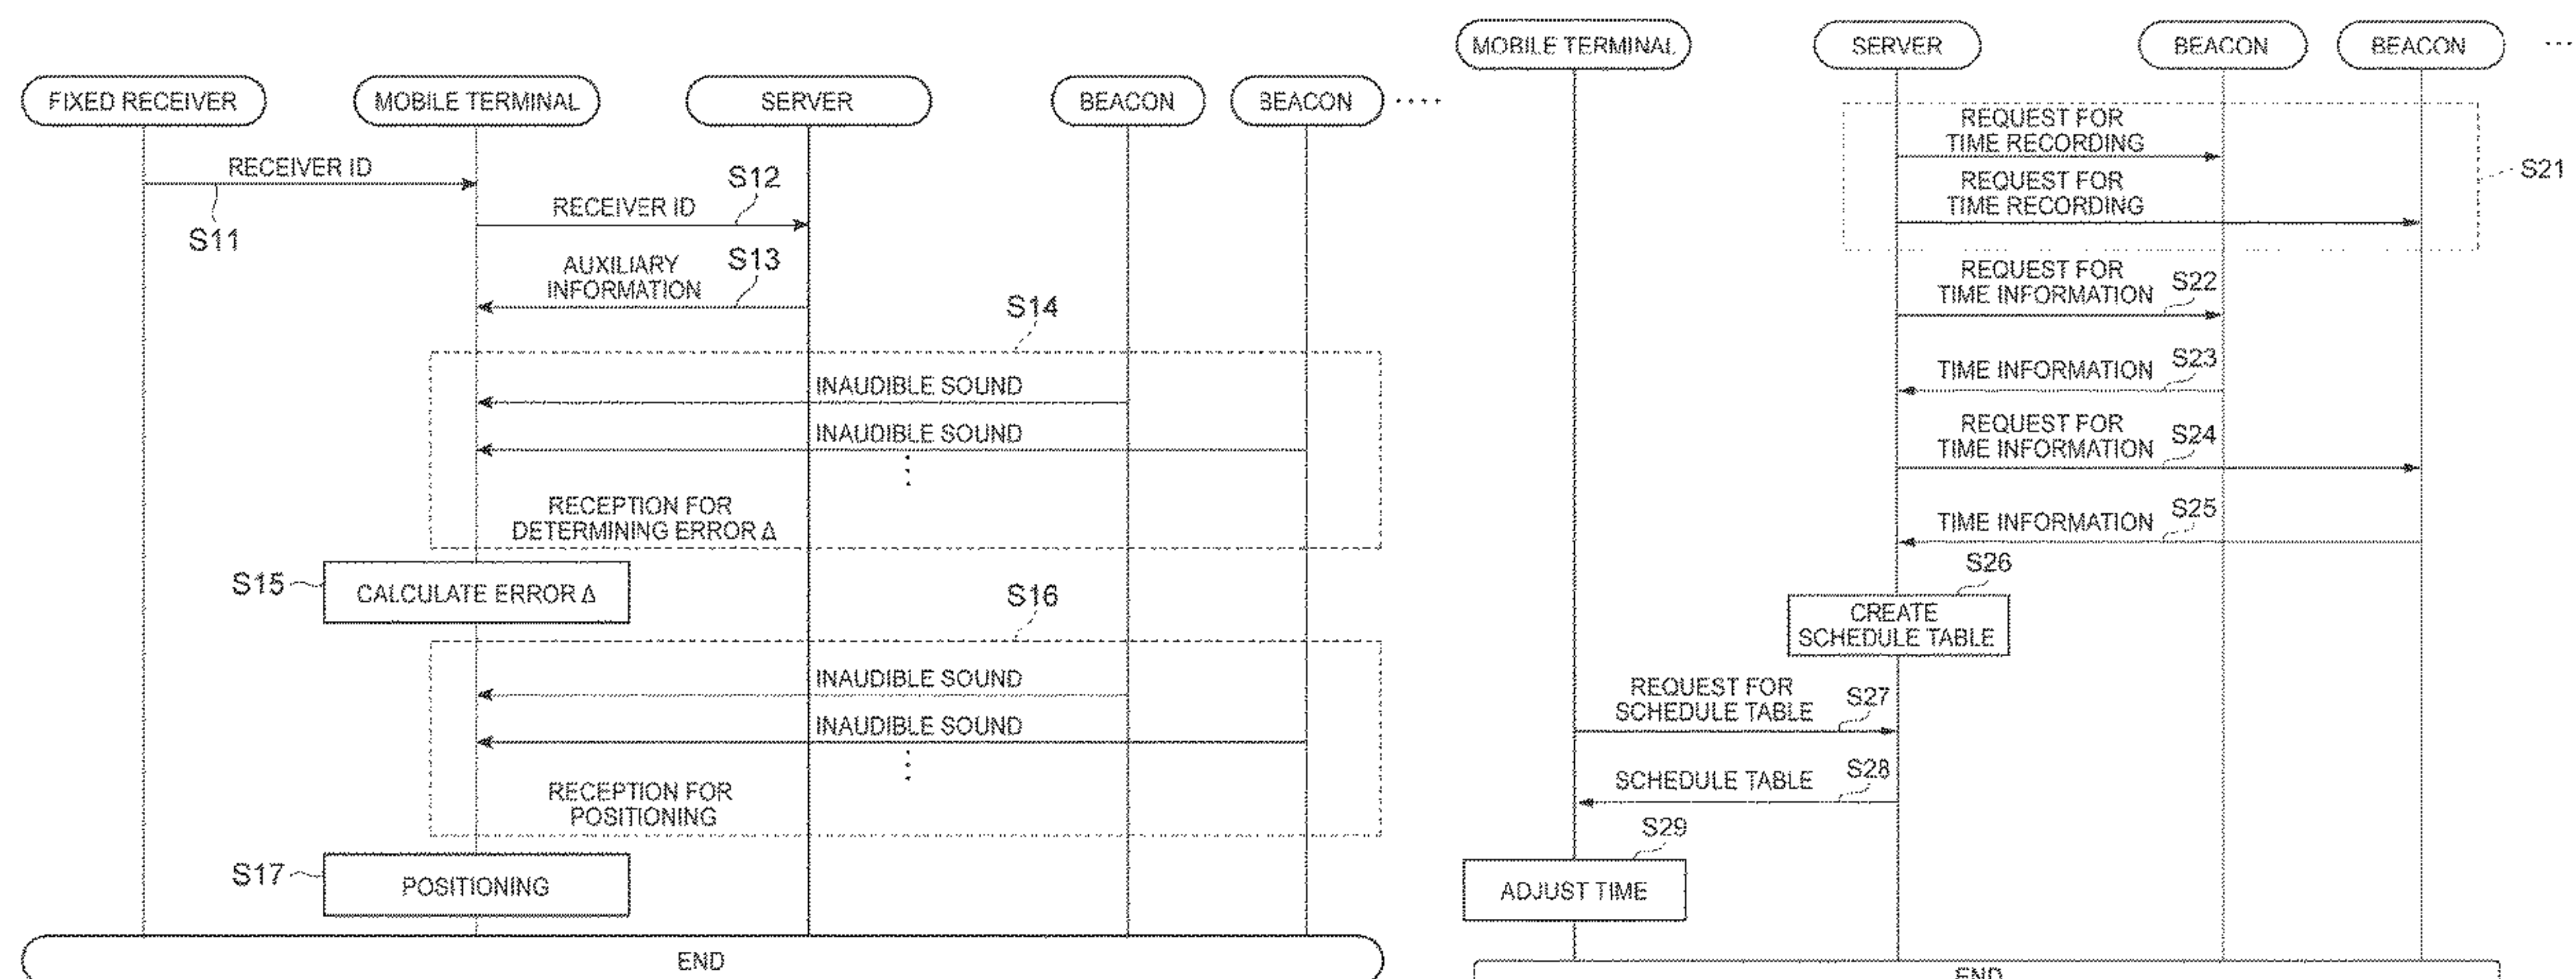 FIXED RECEIVER
MOBILE TERMINAL
SERVER
BEACON
BEACON
....
RECEIVER ID
S11
S12
RECEIVER ID
S13
AUXILIARY
INFORMATION
S14
INAUDIBLE SOUND
INAUDIBLE SOUND
RECEPTION FOR
DETERMINING ERROR Δ
S15
CALCULATE ERROR Δ
S16
INAUDIBLE SOUND
INAUDIBLE SOUND
RECEPTION FOR
POSITIONING
S17
POSITIONING
END
MOBILE TERMINAL
SERVER
BEACON
BEACON
...
REQUEST FOR
TIME RECORDING
S21
REQUEST FOR
TIME RECORDING
REQUEST FOR
TIME INFORMATION
S22
TIME INFORMATION
S23
REQUEST FOR
TIME INFORMATION
S24
TIME INFORMATION
S25
S26
CREATE
SCHEDULE TABLE
REQUEST FOR
SCHEDULE TABLE
S27
SCHEDULE TABLE
S28
S29
ADJUST TIME
END